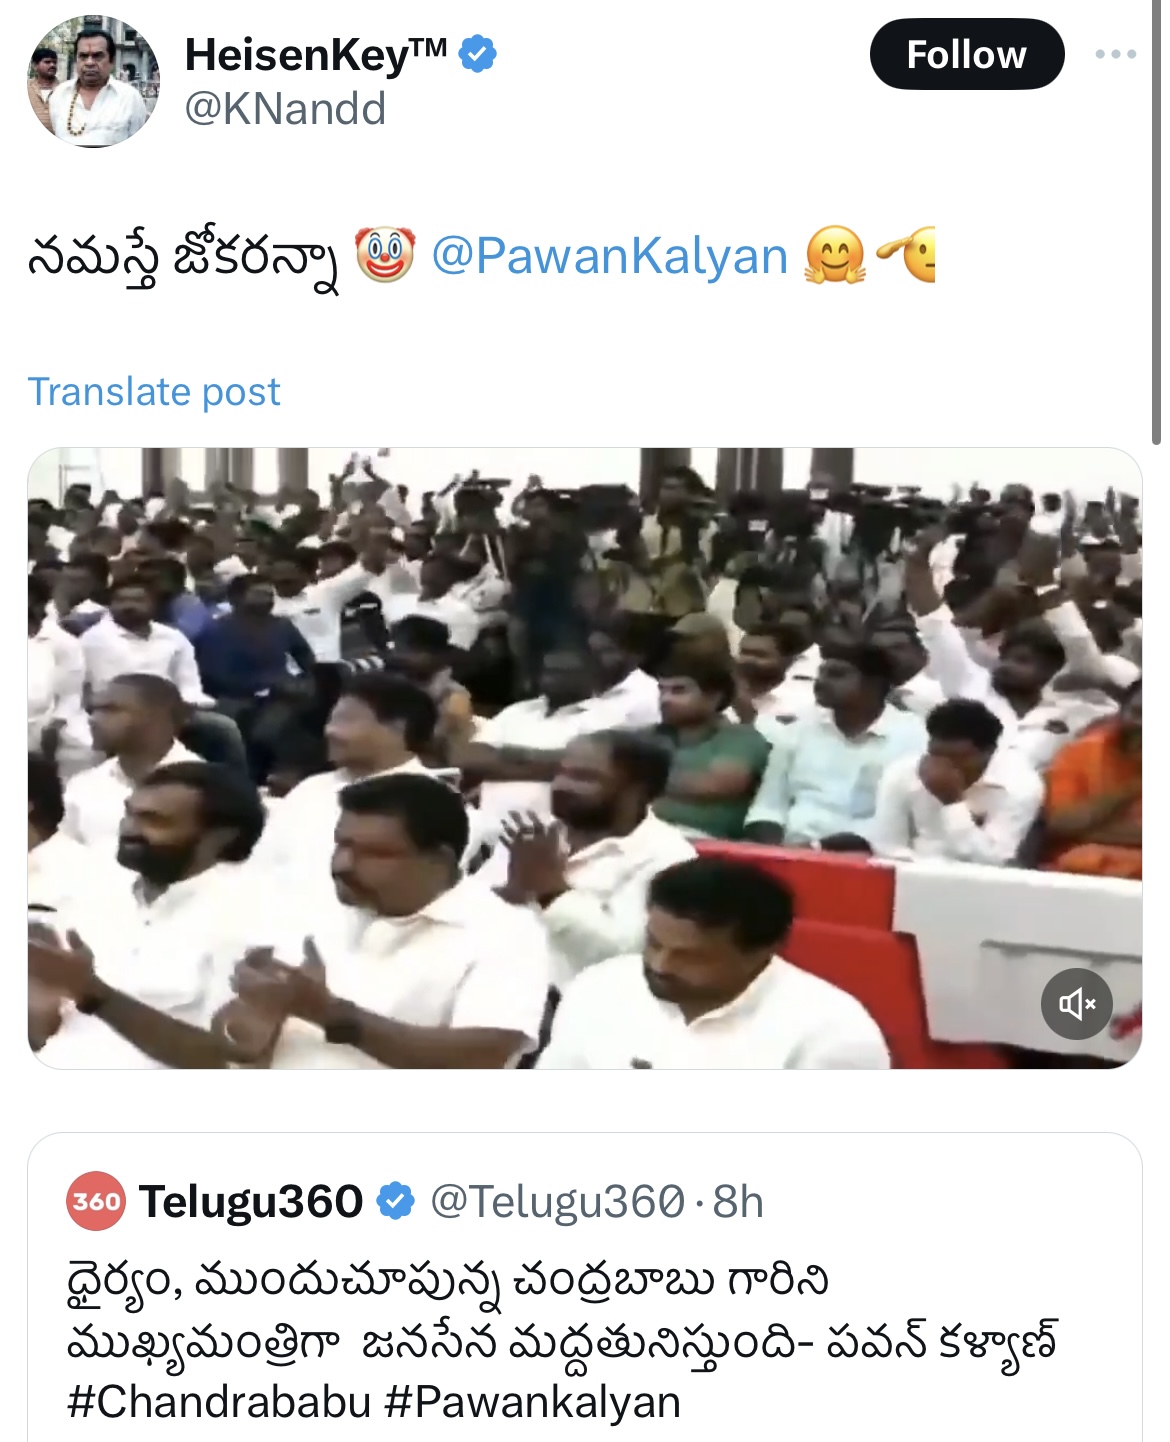 HeisenKey™
Follow
@KNandd
నమస్తే జోకరన్నా 🤡 @PawanKalyan 🤗 🫡
Translate post
360 Telugu360 @Telugu360 · 8h
ధైర్యం, ముందుచూపున్న చంద్రబాబు గారిని
ముఖ్యమంత్రిగా జనసేన మద్దతునిస్తుంది- పవన్ కళ్యాణ్
#Chandrababu #Pawankalyan